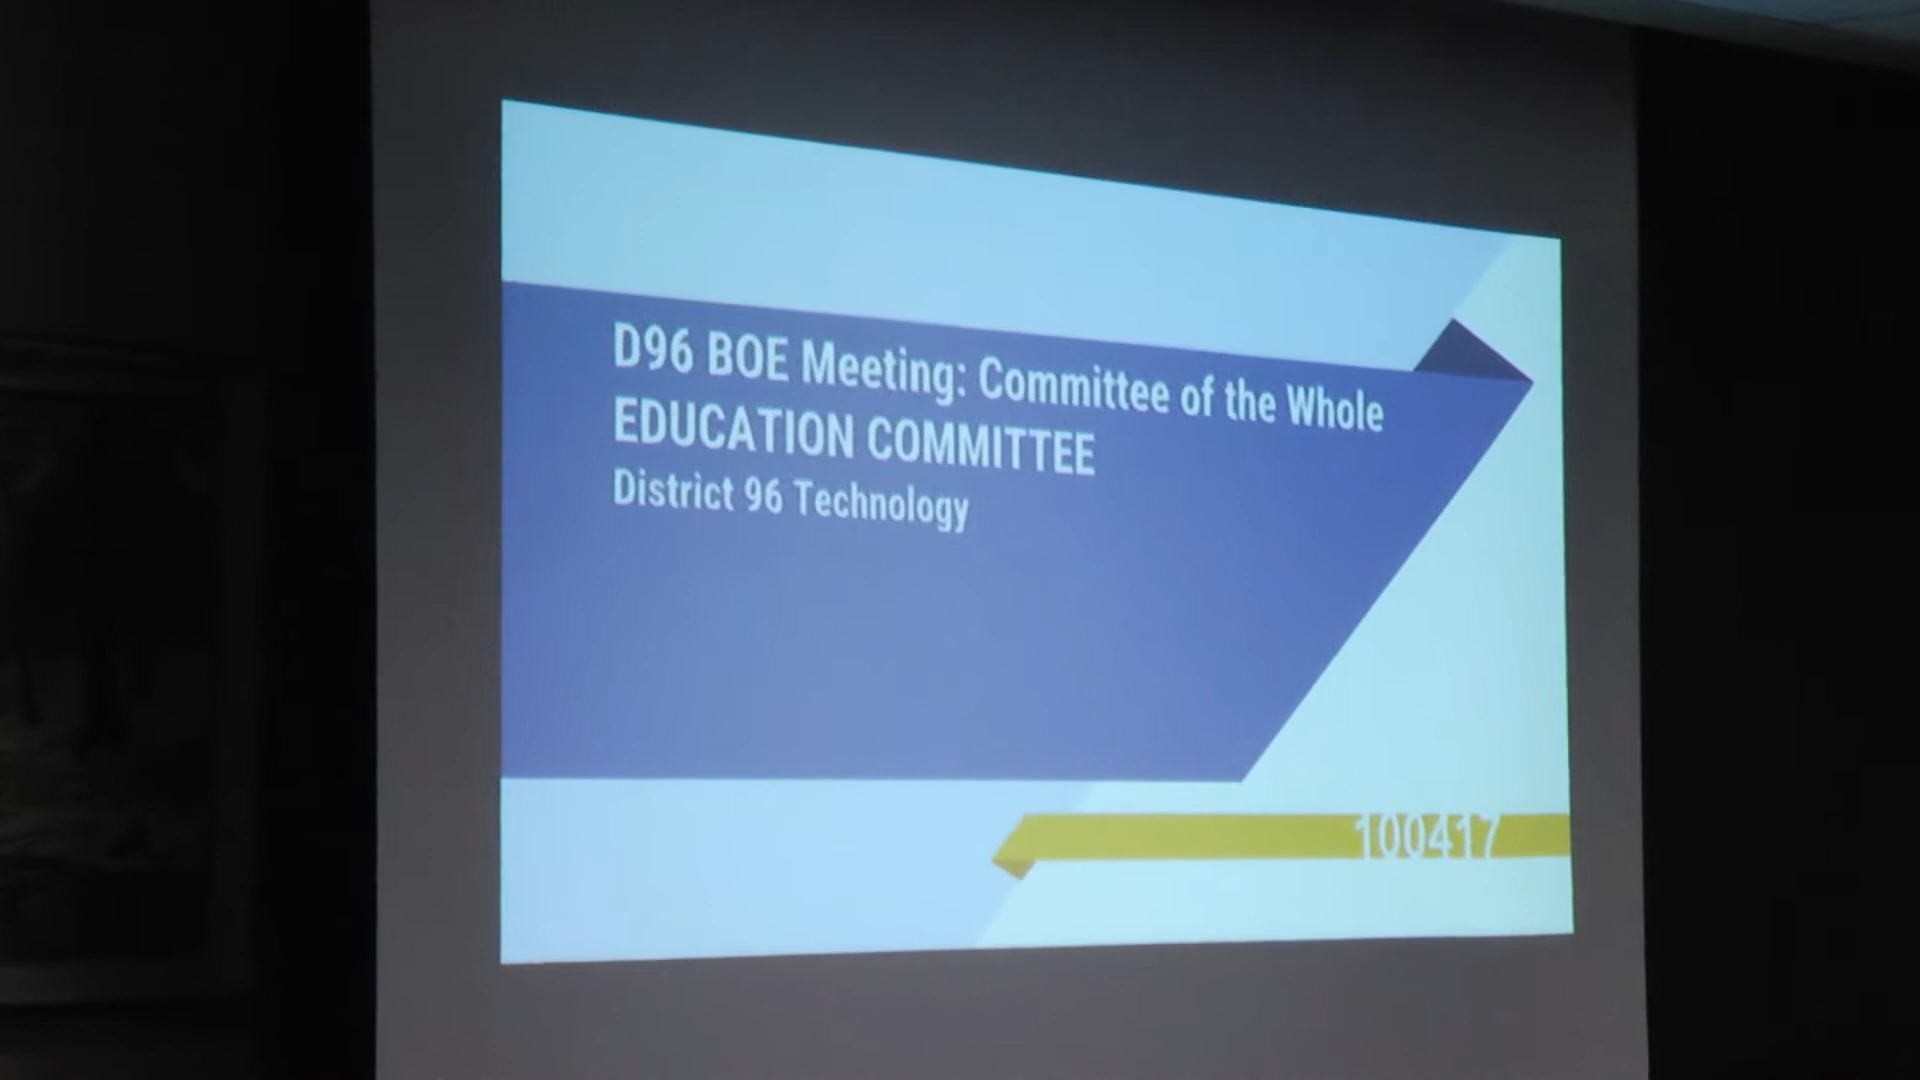 D96 BOE Meeting: Committee of the Whole
EDUCATION COMMITTEE
District 96 Technology
100417